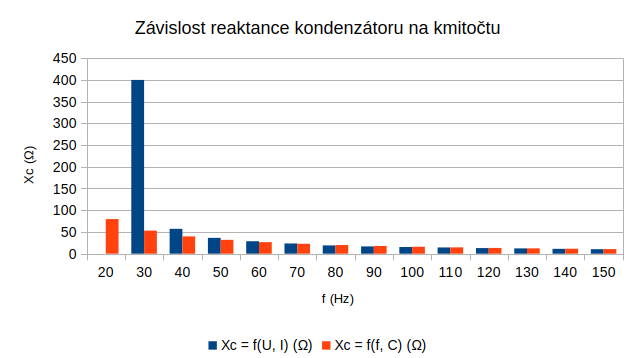 Závislost reaktance kondenzátoru na kmitočtu
450
400
350
300
250
200
150
100
50
0
Xc (Ω)
20 30 40 50 60 70 80 90 100 110 120 130 140 150
f (Hz)
Xc = f(U, I) (Ω) Xc = f(f, C) (Ω)